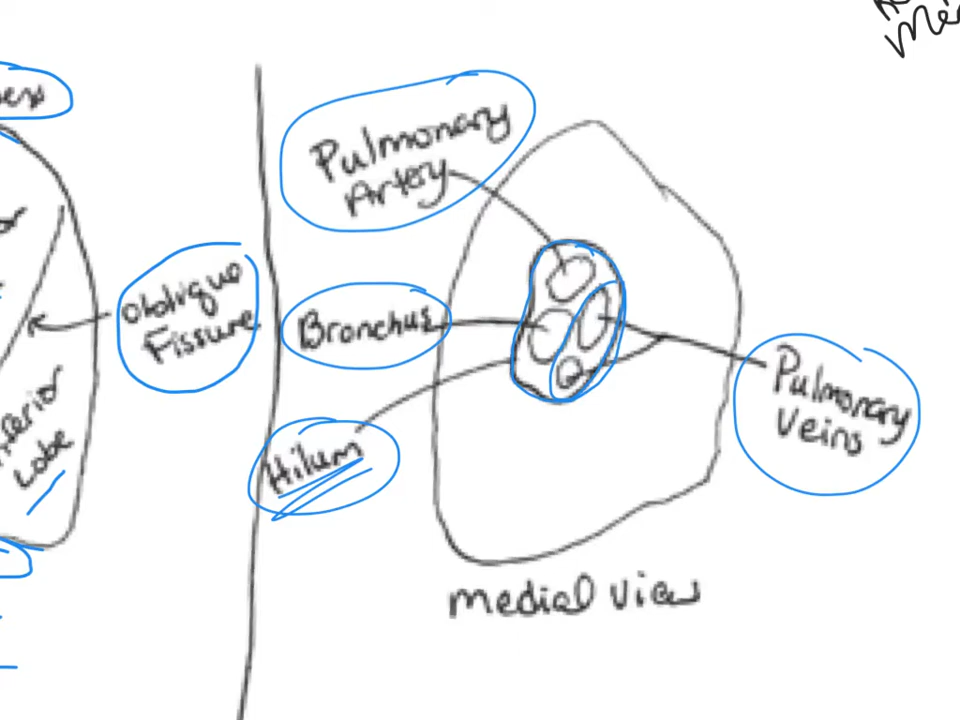 Pulmonary
Artery
Oblique
Fissure
Bronchus
Lobe
Hilum
Pulmonary
Veins
medial view